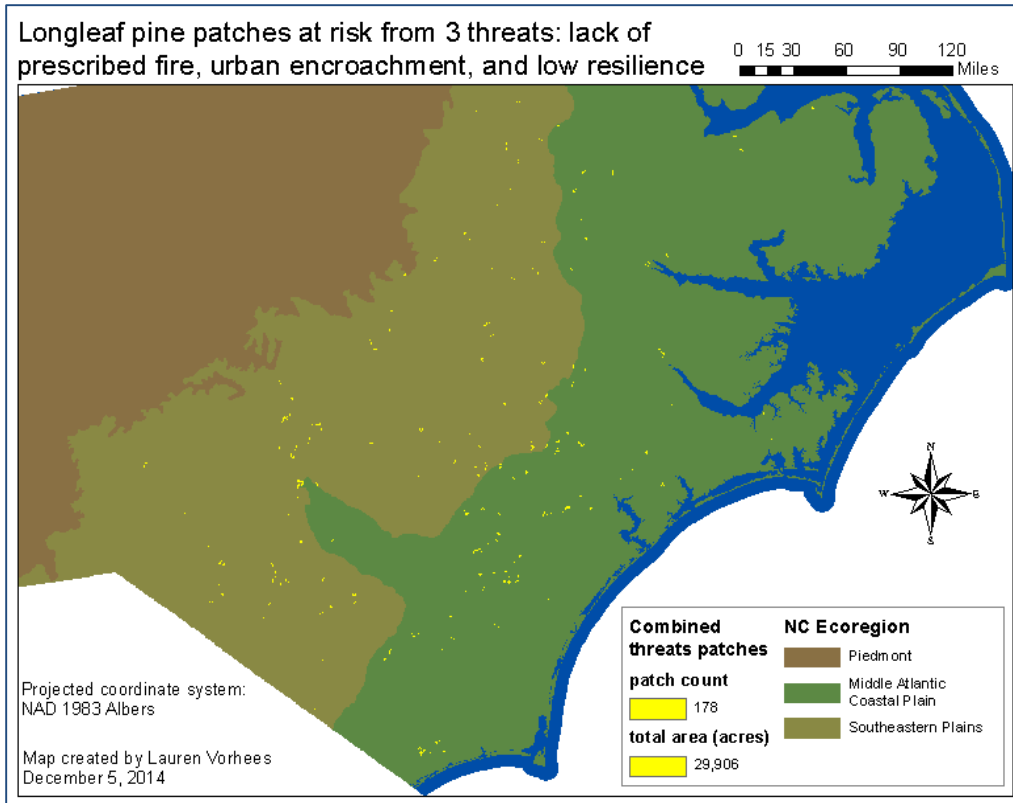 Longleaf pine patches at risk from 3 threats: lack of
prescribed fire, urban encroachment, and low resilience
0 15 30 60 90 120
Miles
N
W E
S
Projected coordinate system:
NAD 1983 Albers
Map created by Lauren Vorhees
December 5, 2014
Combined
threats patches
patch count
178
total area (acres)
29,906
NC Ecoregion
Piedmont
Middle Atlantic
Coastal Plain
Southeastern Plains